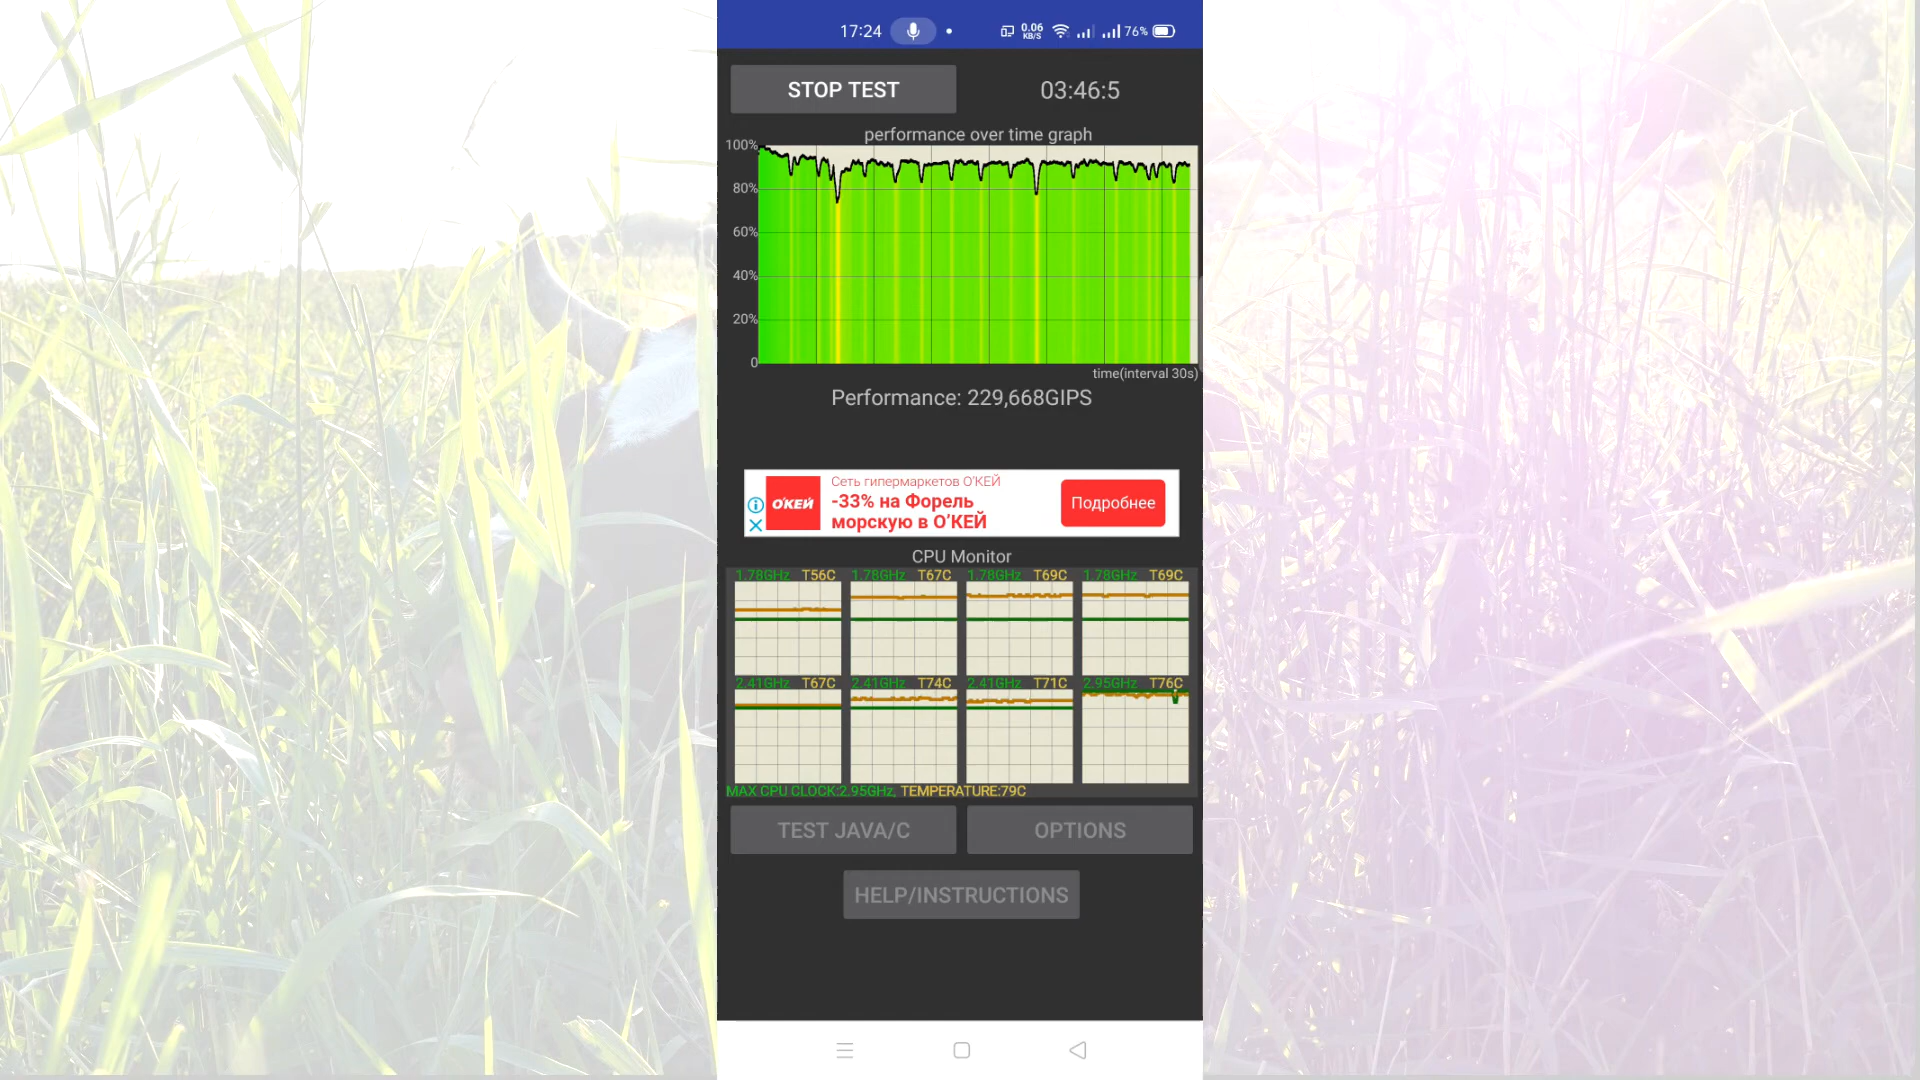 17:24
0.06 KB/S
76%
STOP TEST
03:46:5
performance over time graph
100%
80%
60%
40%
20%
0
time(interval 30s)
Performance: 229,668GIPS
О'КЕЙ
Сеть гипермаркетов О'КЕЙ
-33% на Форель
морскую в О'КЕЙ
Подробнее
CPU Monitor
1.78GHz T56C 1.78GHz T67C 1.78GHz T69C 1.78GHz T69C
2.41GHz T67C 2.41GHz T74C 2.41GHz T71C 2.95GHz T76C
MAX CPU CLOCK:2.95GHz, TEMPERATURE:79C
TEST JAVA/C
OPTIONS
HELP/INSTRUCTIONS